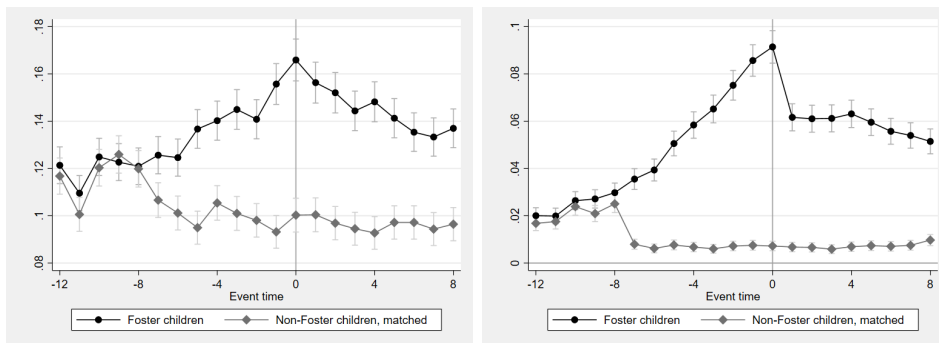 .18
.16
.14
.12
.1
.08
-12 -8 -4 0 4 8
Event time
Foster children Non-Foster children, matched
.1
.08
.06
.04
.02
0
-12 -8 -4 0 4 8
Event time
Foster children Non-Foster children, matched